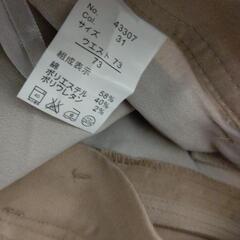 No. 43307
Col. 31
サイズ
ウエスト 73
73
組成表示
綿 58%
ポリエステル 40%
ポリウレタン 2%